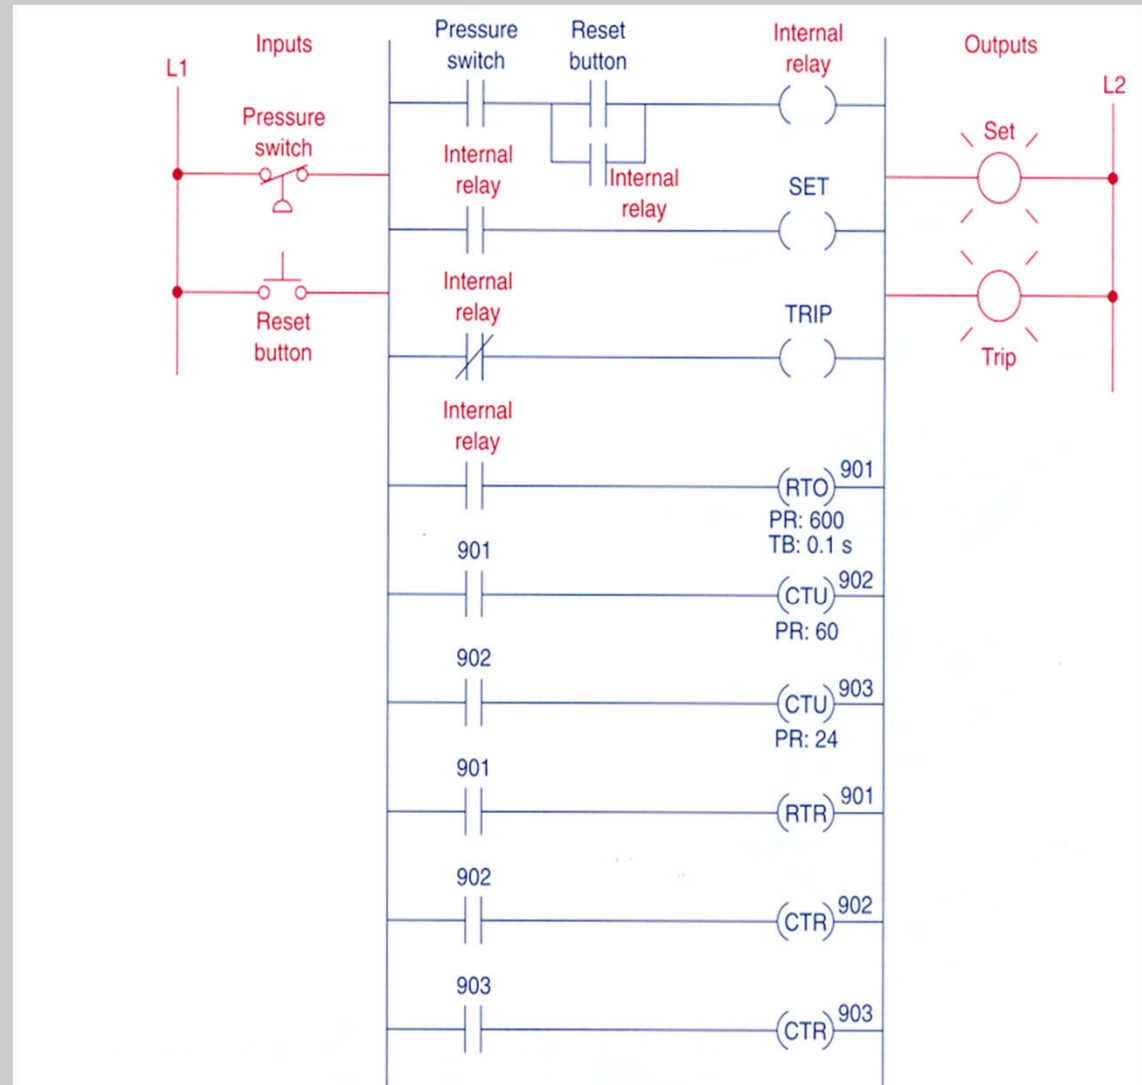 Inputs
L1
Pressure
switch
Reset
button
Pressure
switch
Reset
button
Internal
relay
Internal
relay
Internal
relay
SET
Internal
relay
TRIP
Internal
relay
RTO
901
PR: 600
TB: 0.1 s
901
CTU
902
PR: 60
902
CTU
903
PR: 24
901
RTR
901
902
CTR
902
903
CTR
903
Outputs
L2
Set
Trip